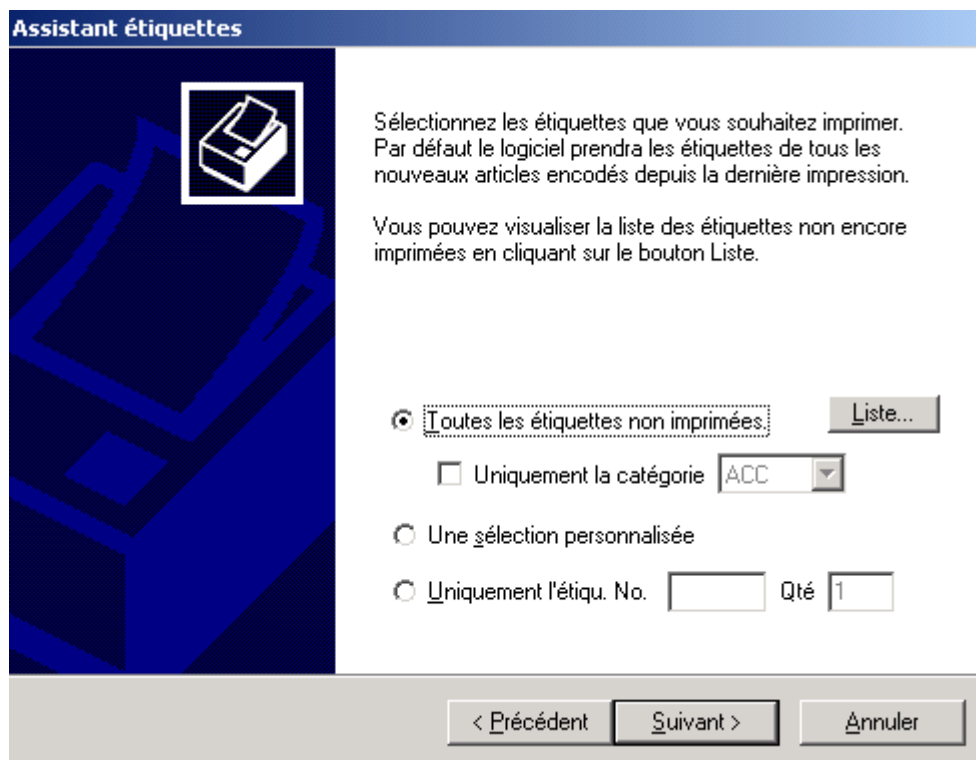 Assistant étiquettes
Sélectionnez les étiquettes que vous souhaitez imprimer.
Par défaut le logiciel prendra les étiquettes de tous les
nouveaux articles encodés depuis la dernière impression.
Vous pouvez visualiser la liste des étiquettes non encore
imprimées en cliquant sur le bouton Liste.
Toutes les étiquettes non imprimées. Liste...
Uniquement la catégorie ACC
Une sélection personnalisée
Uniquement l'étiqu. No. Qté 1
< Précédent Suivant > Annuler